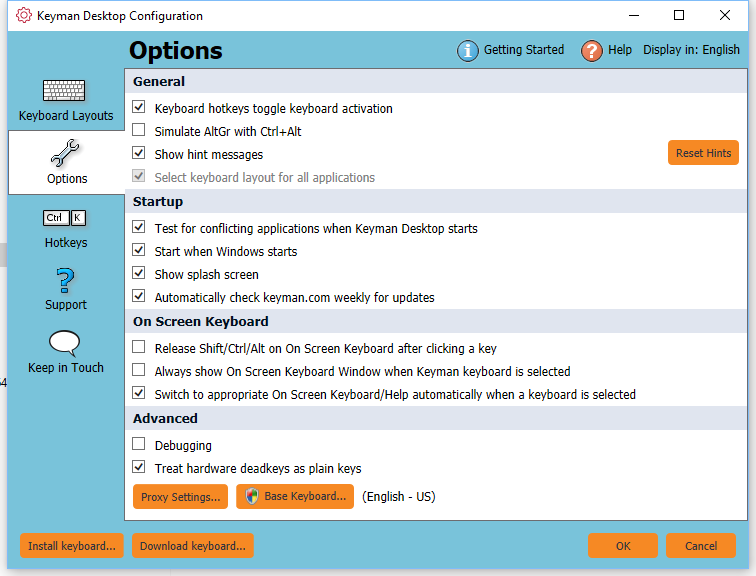 Keyman Desktop Configuration
Options
Getting Started
Help
Display in: English
Keyboard Layouts
Options
Ctrl K
Hotkeys
Support
Keep in Touch
General
Keyboard hotkeys toggle keyboard activation
Simulate AltGr with Ctrl+Alt
Show hint messages
Reset Hints
Select keyboard layout for all applications
Startup
Test for conflicting applications when Keyman Desktop starts
Start when Windows starts
Show splash screen
Automatically check keyman.com weekly for updates
On Screen Keyboard
Release Shift/Ctrl/Alt on On Screen Keyboard after clicking a key
Always show On Screen Keyboard Window when Keyman keyboard is selected
Switch to appropriate On Screen Keyboard/Help automatically when a keyboard is selected
Advanced
Debugging
Treat hardware deadkeys as plain keys
Proxy Settings...
Base Keyboard...
(English - US)
Install keyboard...
Download keyboard...
OK
Cancel